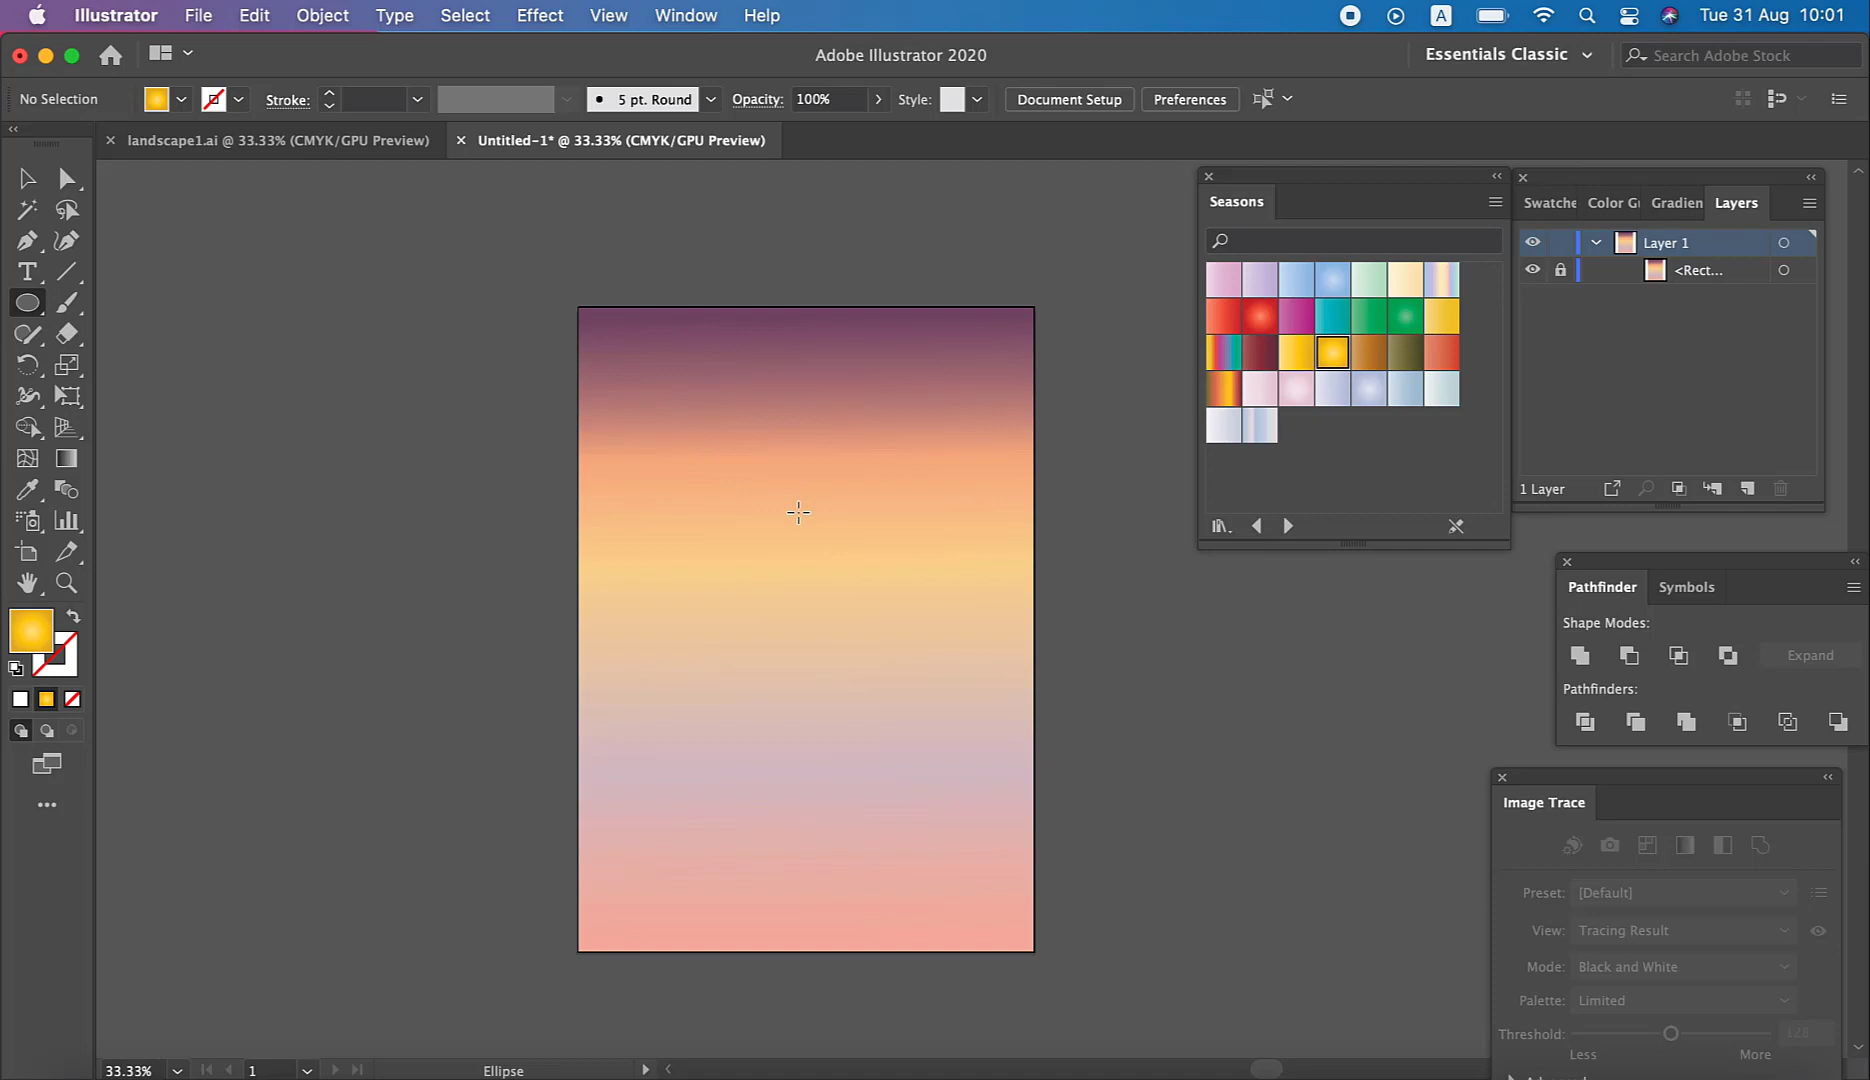 Illustrator File Edit Object Type Select Effect View Window Help A Tue 31 Aug 10:01
Adobe Illustrator 2020 Essentials Classic Search Adobe Stock
No Selection Stroke: 5 pt. Round Opacity: 100% Style: Document Setup Preferences
landscape1.ai @ 33.33% (CMYK/GPU Preview) Untitled-1* @ 33.33% (CMYK/GPU Preview)
Seasons
Swatche Color Gu Gradien Layers
Layer 1
<Rect...
1 Layer
Pathfinder Symbols
Shape Modes:
Expand
Pathfinders:
Image Trace
Preset: [Default]
View: Tracing Result
Mode: Black and White
Palette: Limited
Threshold: 128
Less More
33.33% 1 Ellipse